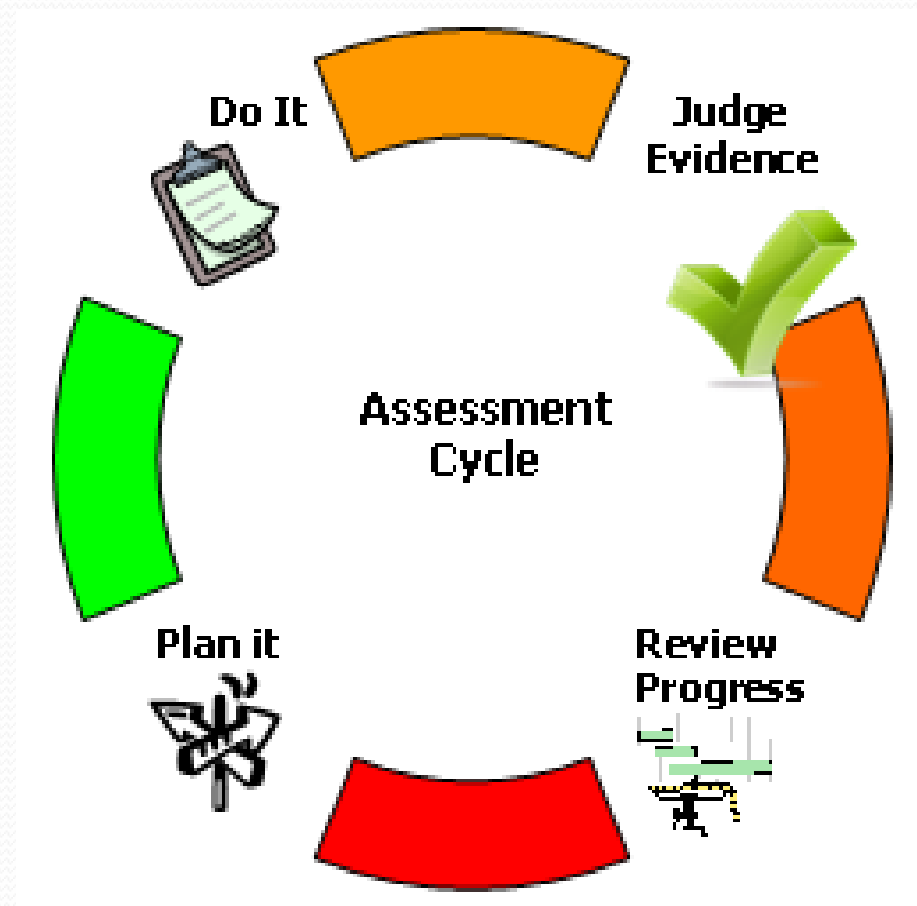 Do It
Judge
Evidence
Assessment
Cycle
Plan it
Review
Progress